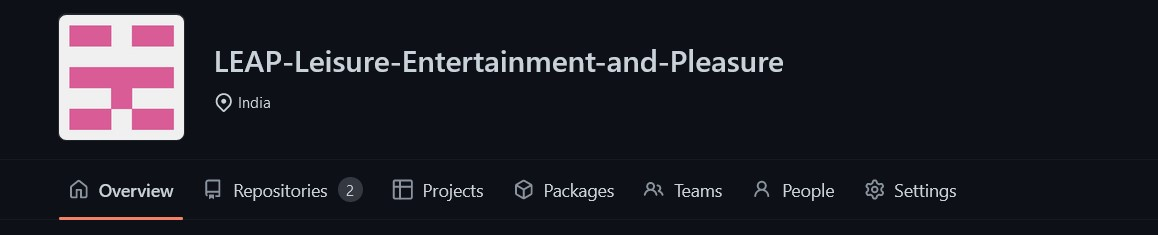 LEAP-Leisure-Entertainment-and-Pleasure
India
Overview Repositories 2 Projects Packages Teams People Settings